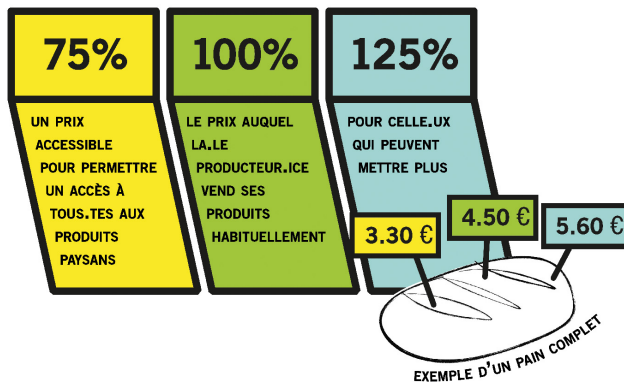 75%
UN PRIX
ACCESSIBLE
POUR PERMETTRE
UN ACCÈS À
TOUS.TES AUX
PRODUITS
PAYSANS
100%
LE PRIX AUQUEL
LA.LE
PRODUCTEUR.ICE
VEND SES
PRODUITS
HABITUELLEMENT
125%
POUR CELLE.UX
QUI PEUVENT
METTRE PLUS
3.30 €
4.50 €
5.60 €
EXEMPLE D'UN PAIN COMPLET